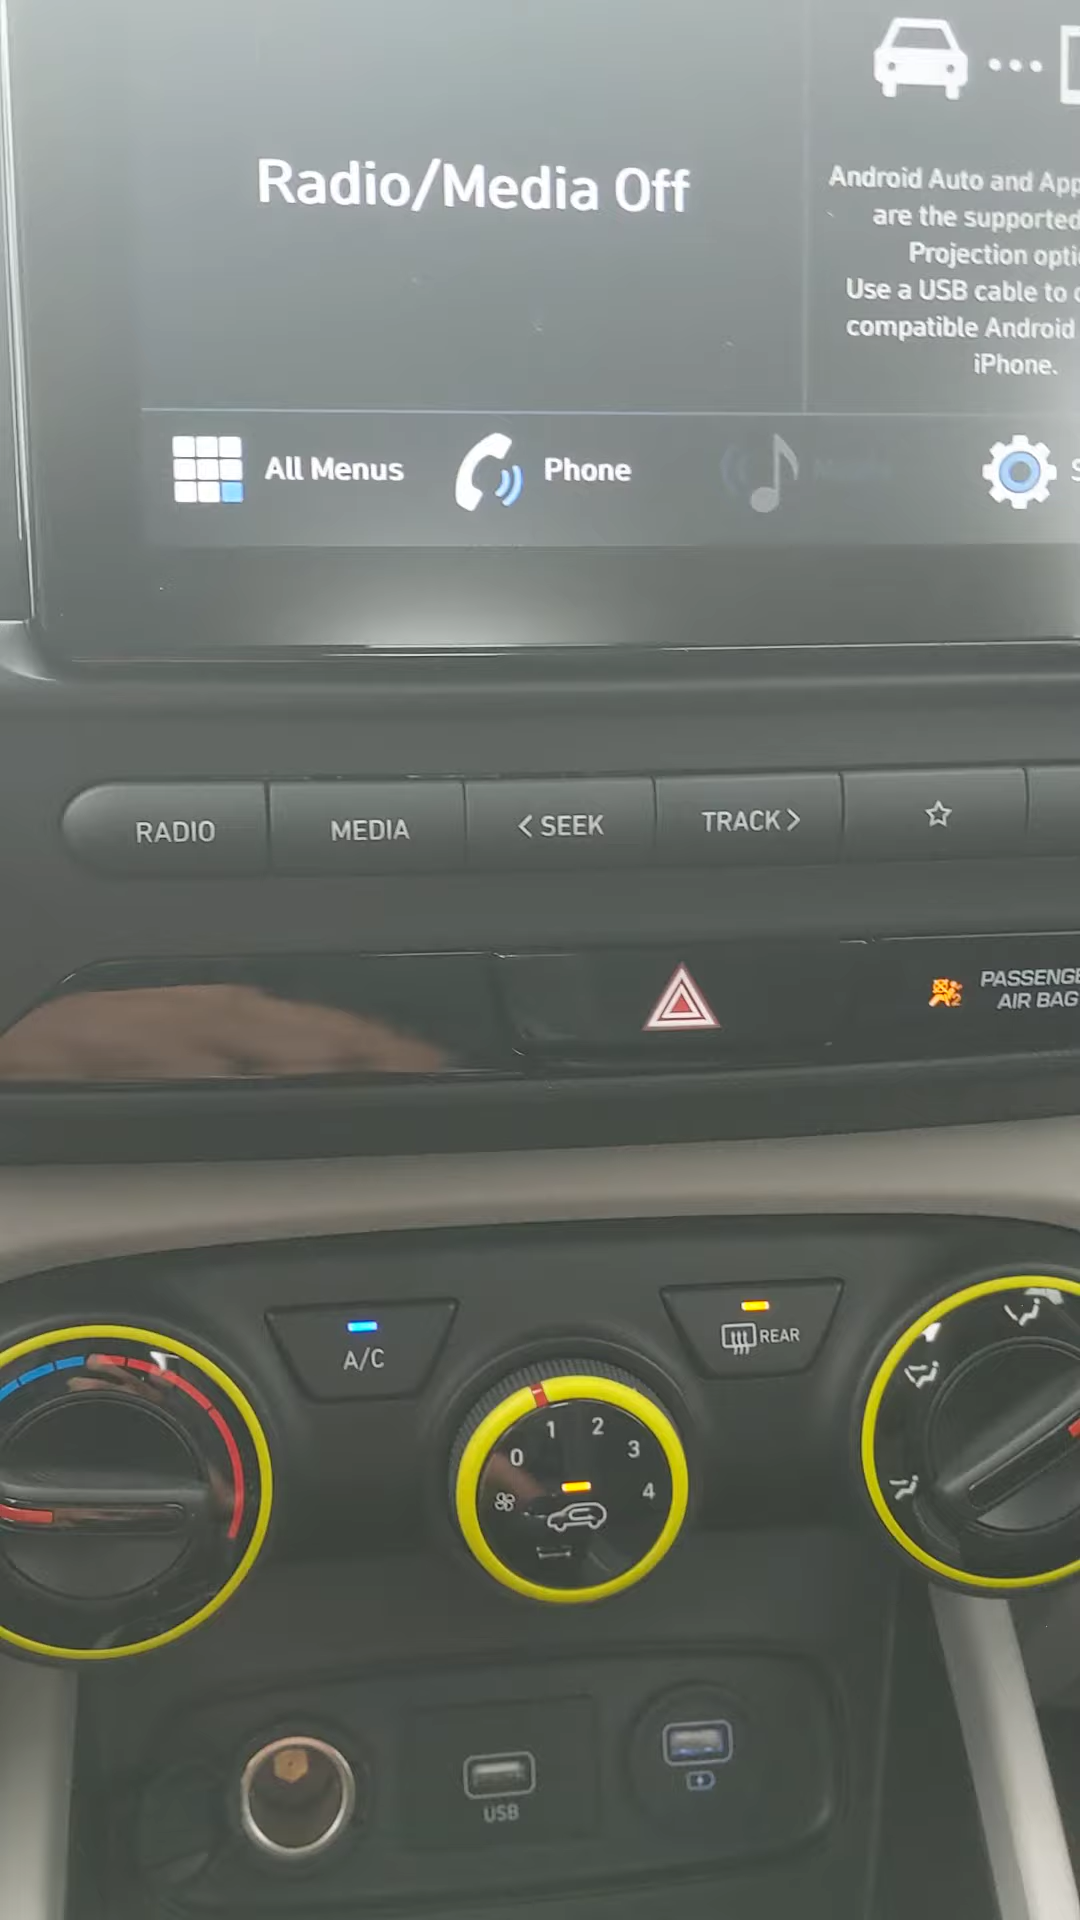 Radio/Media Off
Android Auto and App
are the supported
Projection opti
Use a USB cable to c
compatible Android
iPhone.
All Menus
Phone
S
RADIO
MEDIA
< SEEK
TRACK >
PASSENGE
AIR BAG
A/C
REAR
0
1
2
3
4
USB